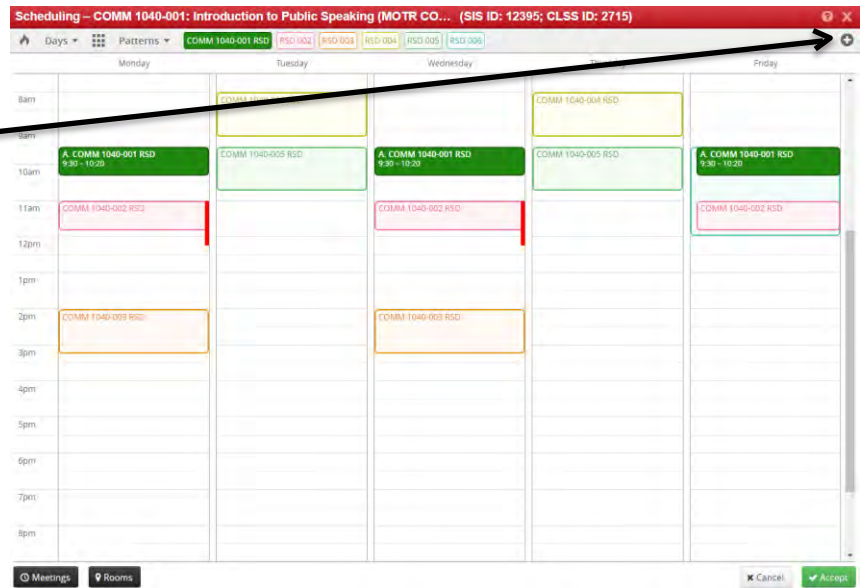 Scheduling – COMM 1040-001: Introduction to Public Speaking (MOTR CO... (SIS ID: 12395; CLSS ID: 2715)
Days Patterns COMM 1040-001 RSD RSD 002 RSD 003 RSD 004 RSD 005 RSD 006
Monday Tuesday Wednesday Friday
8am
COMM COMM 1040-004 RSD
9am
A. COMM 1040-001 RSD COMM 1040-005 RSD A. COMM 1040-001 RSD COMM 1040-005 RSD A. COMM 1040-001 RSD
9:30 - 10:20 9:30 - 10:20 9:30 - 10:20
10am
11am COMM 1040-002 RSD COMM 1040-002 RSD COMM 1040-002 RSD
12pm
1pm
2pm COMM 1040-003 RSD COMM 1040-003 RSD
3pm
4pm
5pm
6pm
7pm
8pm
Meetings Rooms Cancel Accept